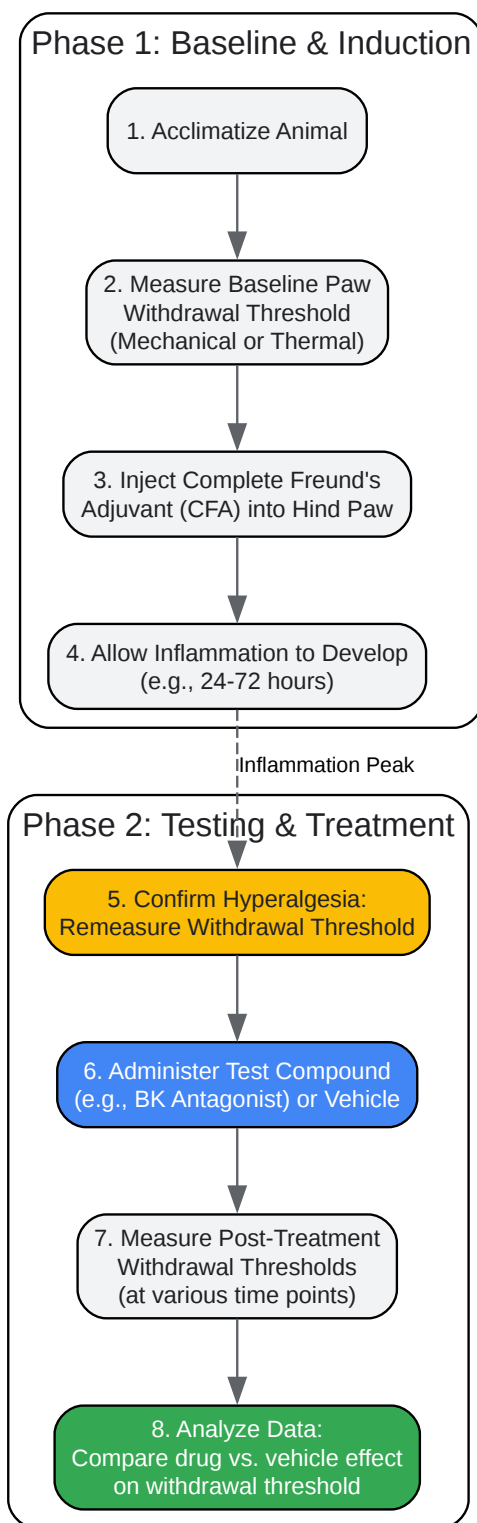 Phase 1: Baseline & Induction
1. Acclimatize Animal
2. Measure Baseline Paw
Withdrawal Threshold
(Mechanical or Thermal)
3. Inject Complete Freund's
Adjuvant (CFA) into Hind Paw
4. Allow Inflammation to Develop
(e.g., 24-72 hours)
Inflammation Peak
Phase 2: Testing & Treatment
5. Confirm Hyperalgesia:
Remeasure Withdrawal Threshold
6. Administer Test Compound
(e.g., BK Antagonist) or Vehicle
7. Measure Post-Treatment
Withdrawal Thresholds
(at various time points)
8. Analyze Data:
Compare drug vs. vehicle effect
on withdrawal threshold